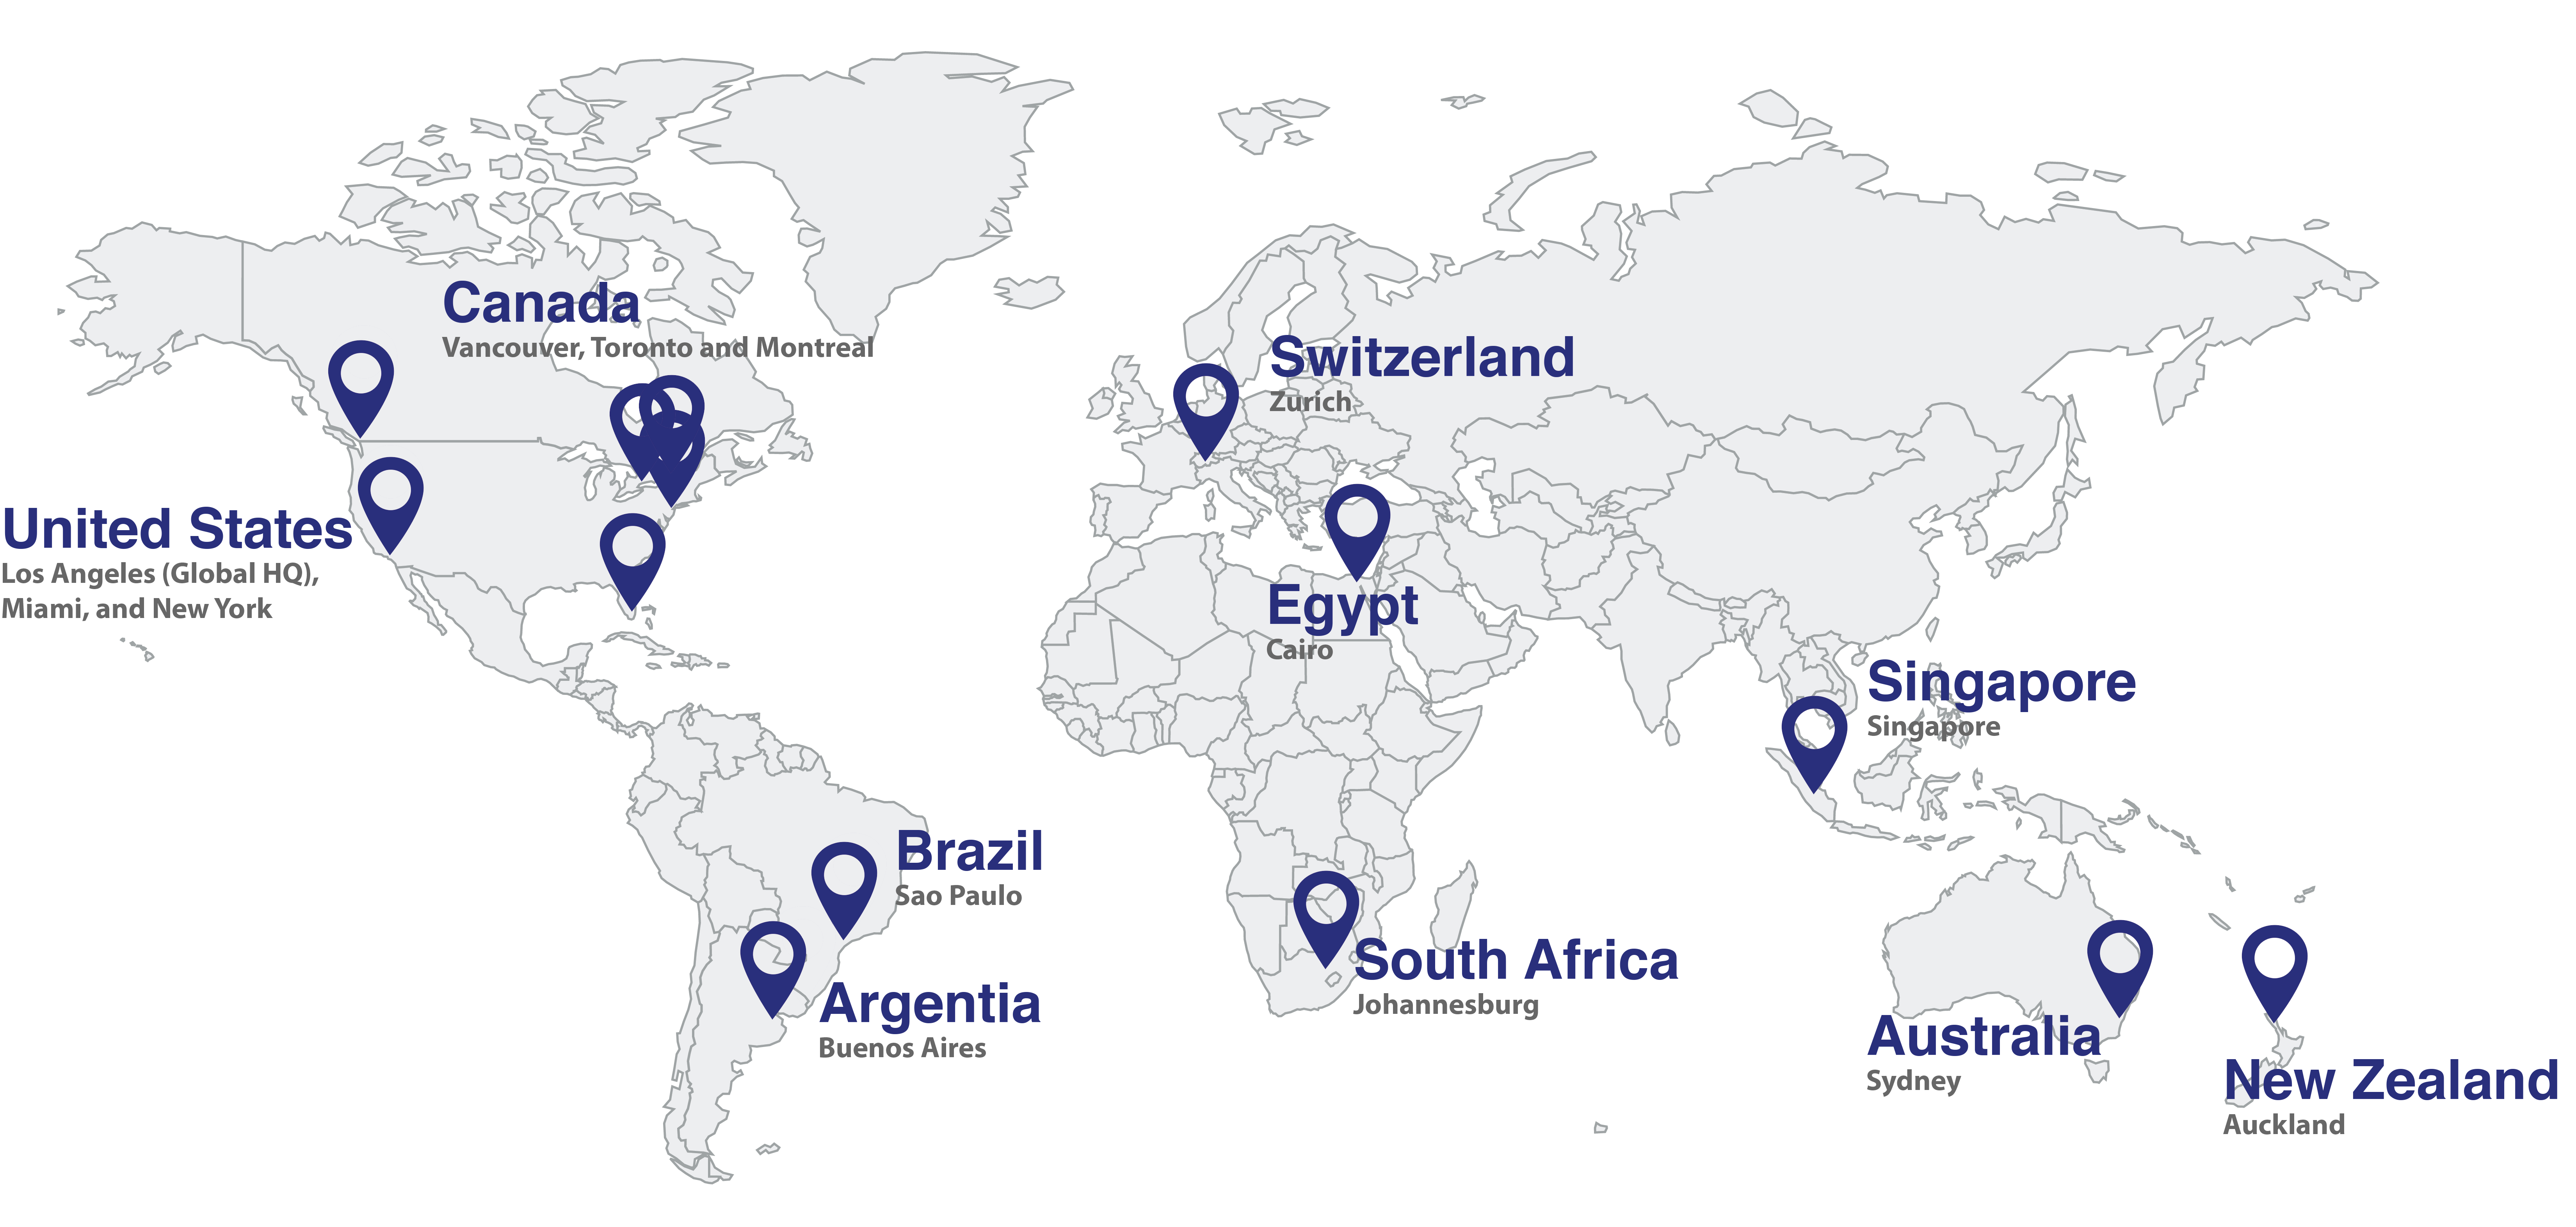 Canada
Vancouver, Toronto and Montreal
Switzerland
Zurich
United States
Los Angeles (Global HQ),
Miami, and New York
Egypt
Cairo
Singapore
Singapore
Brazil
Sao Paulo
South Africa
Johannesburg
Argentia
Buenos Aires
Australia
Sydney
New Zealand
Auckland